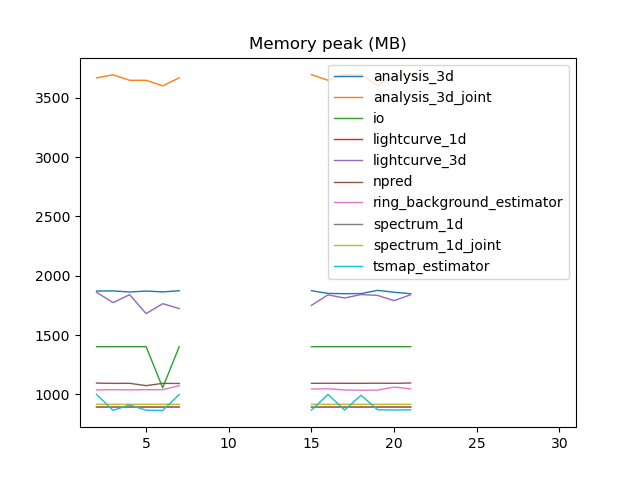 Memory peak (MB)
analysis_3d
analysis_3d_joint
io
lightcurve_1d
lightcurve_3d
npred
ring_background_estimator
spectrum_1d
spectrum_1d_joint
tsmap_estimator
3500
3000
2500
2000
1500
1000
5 10 15 20 25 30